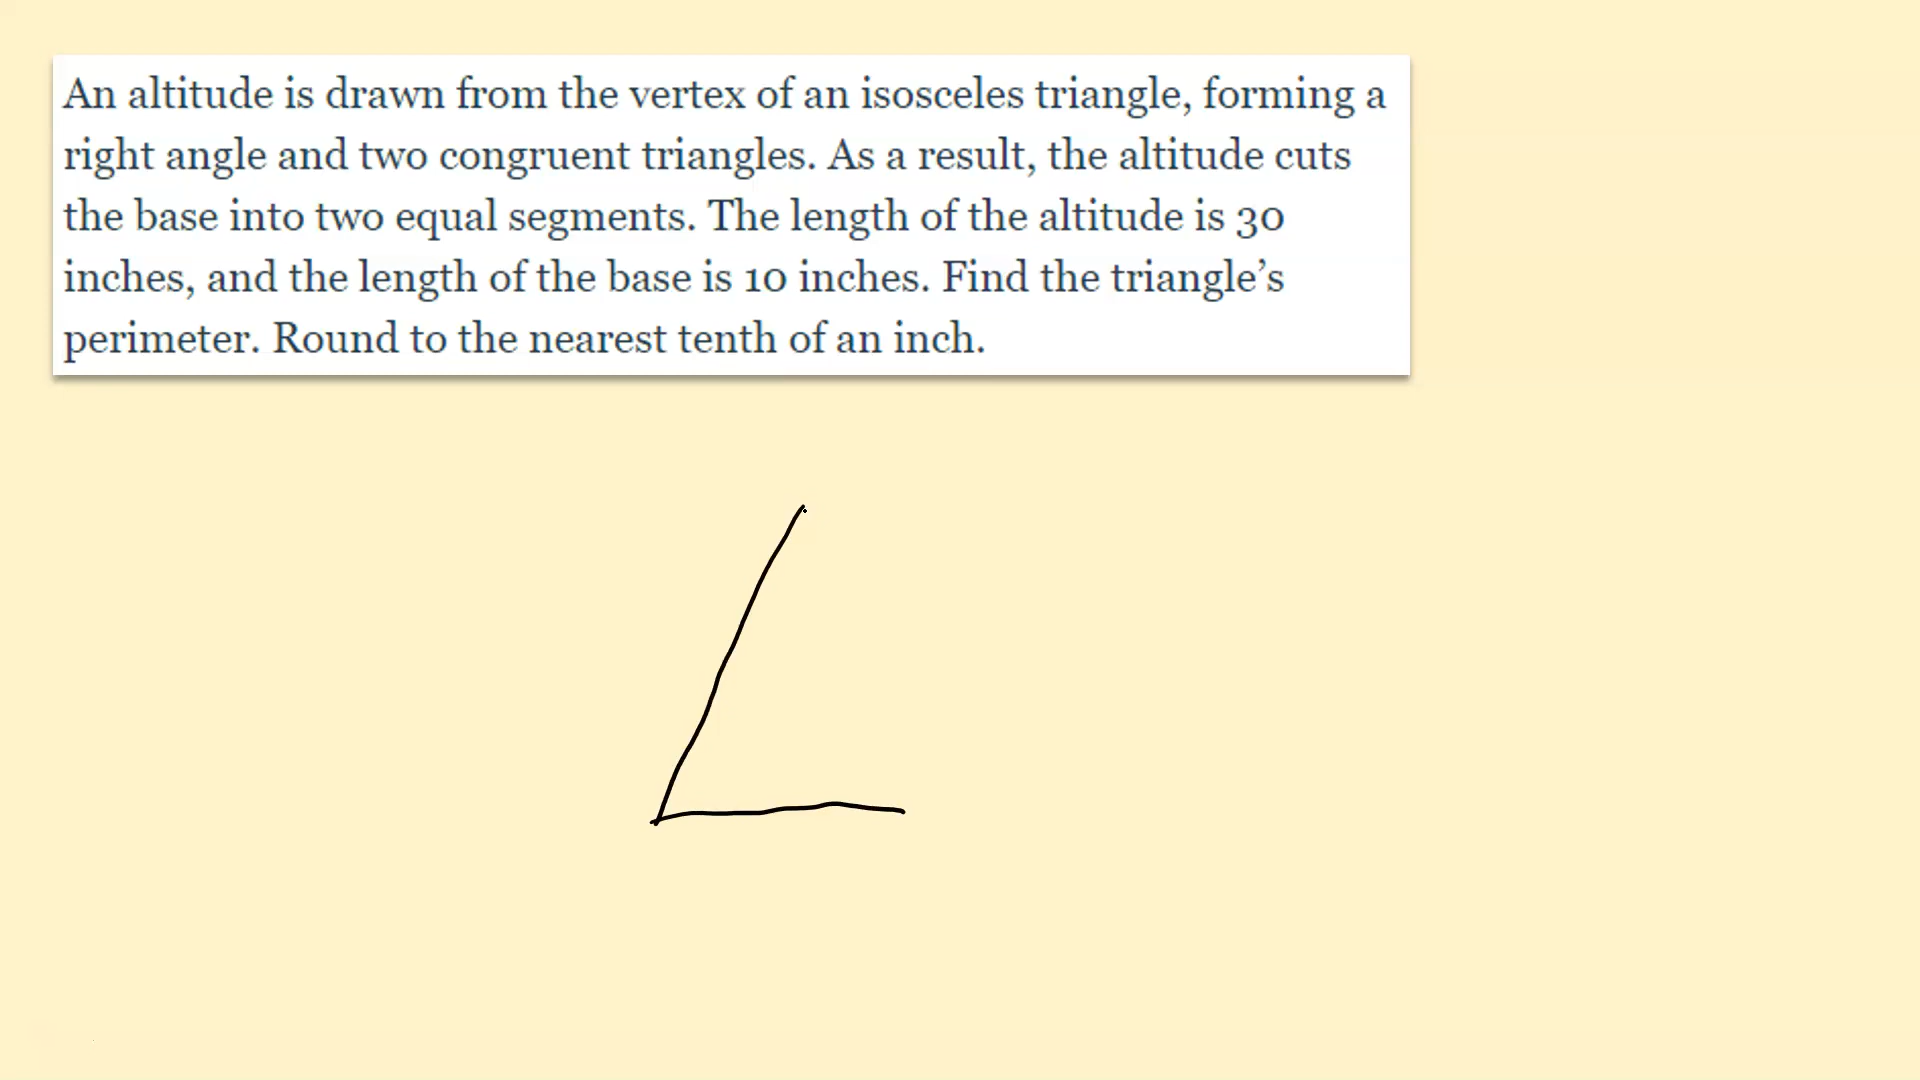 An altitude is drawn from the vertex of an isosceles triangle, forming a
right angle and two congruent triangles. As a result, the altitude cuts
the base into two equal segments. The length of the altitude is 30
inches, and the length of the base is 10 inches. Find the triangle’s
perimeter. Round to the nearest tenth of an inch.